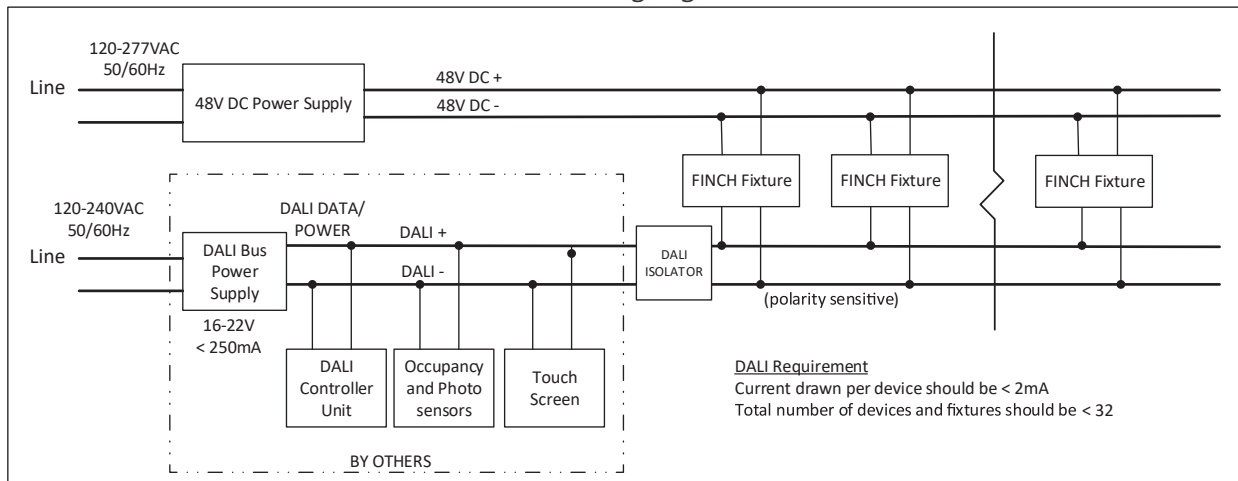 120-277VAC
50/60Hz
Line
48V DC Power Supply
48V DC +
48V DC -
FINCH Fixture
FINCH Fixture
FINCH Fixture
120-240VAC
50/60Hz
Line
DALI Bus
Power
Supply
16-22V
< 250mA
DALI DATA/
POWER
DALI +
DALI -
DALI
ISOLATOR
(polarity sensitive)
DALI
Controller
Unit
Occupancy
and Photo
sensors
Touch
Screen
BY OTHERS
DALI Requirement
Current drawn per device should be < 2mA
Total number of devices and fixtures should be < 32